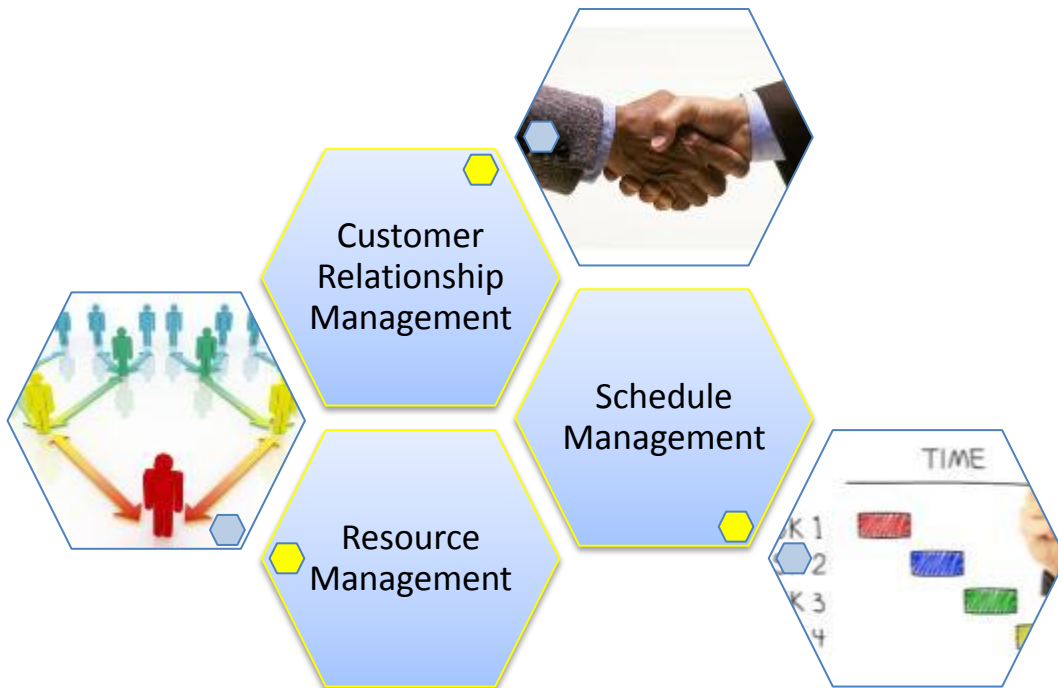 Customer
Relationship
Management
Schedule
Management
Resource
Management
TIME
K 1
2
K 3
4